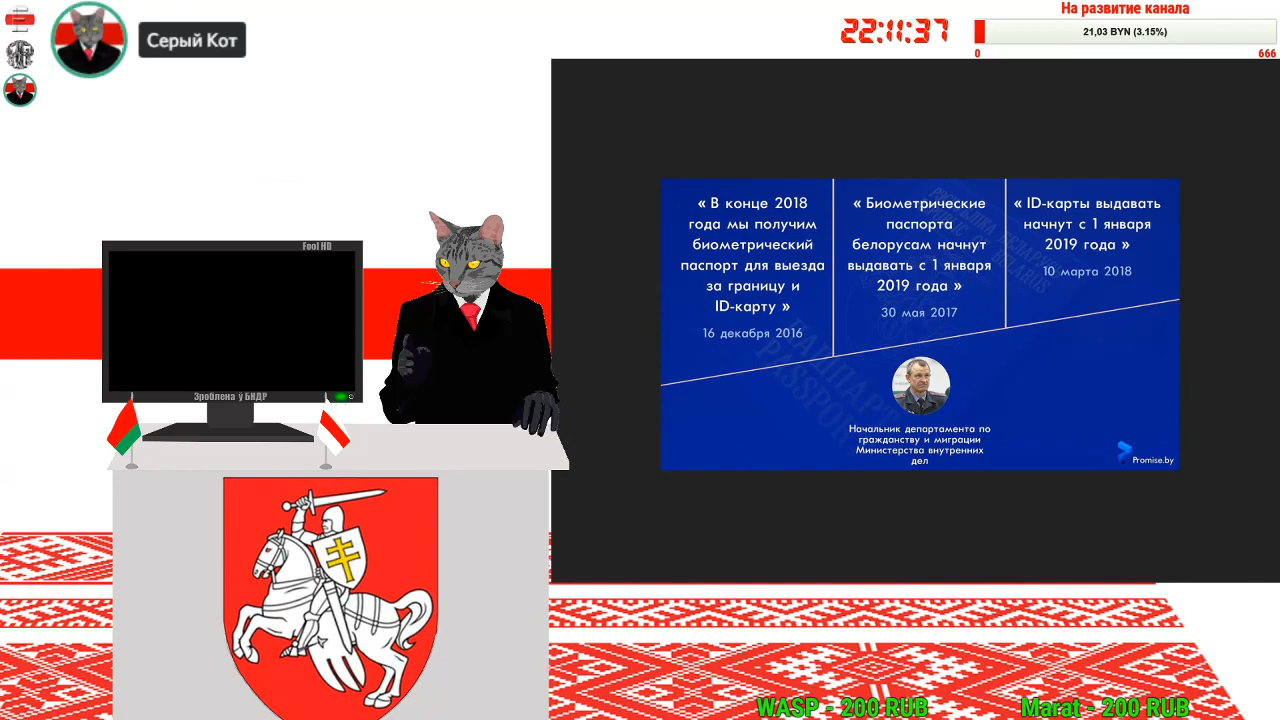 Серый Кот
22:11:37
На развитие канала
21,03 BYN (3.15%)
0
666
Fool HD
Зроблена ў БНДР
« В конце 2018
года мы получим
биометрический
паспорт для выезда
за границу и
ID-карту »
16 декабря 2016
« Биометрические
паспорта
белорусам начнут
выдавать с 1 января
2019 года »
30 мая 2017
« ID-карты выдавать
начнут с 1 января
2019 года »
10 марта 2018
Начальник департамента по
гражданству и миграции
Министерства внутренних
дел
Promise.by
WASP - 200 RUB
Marat - 200 RUB